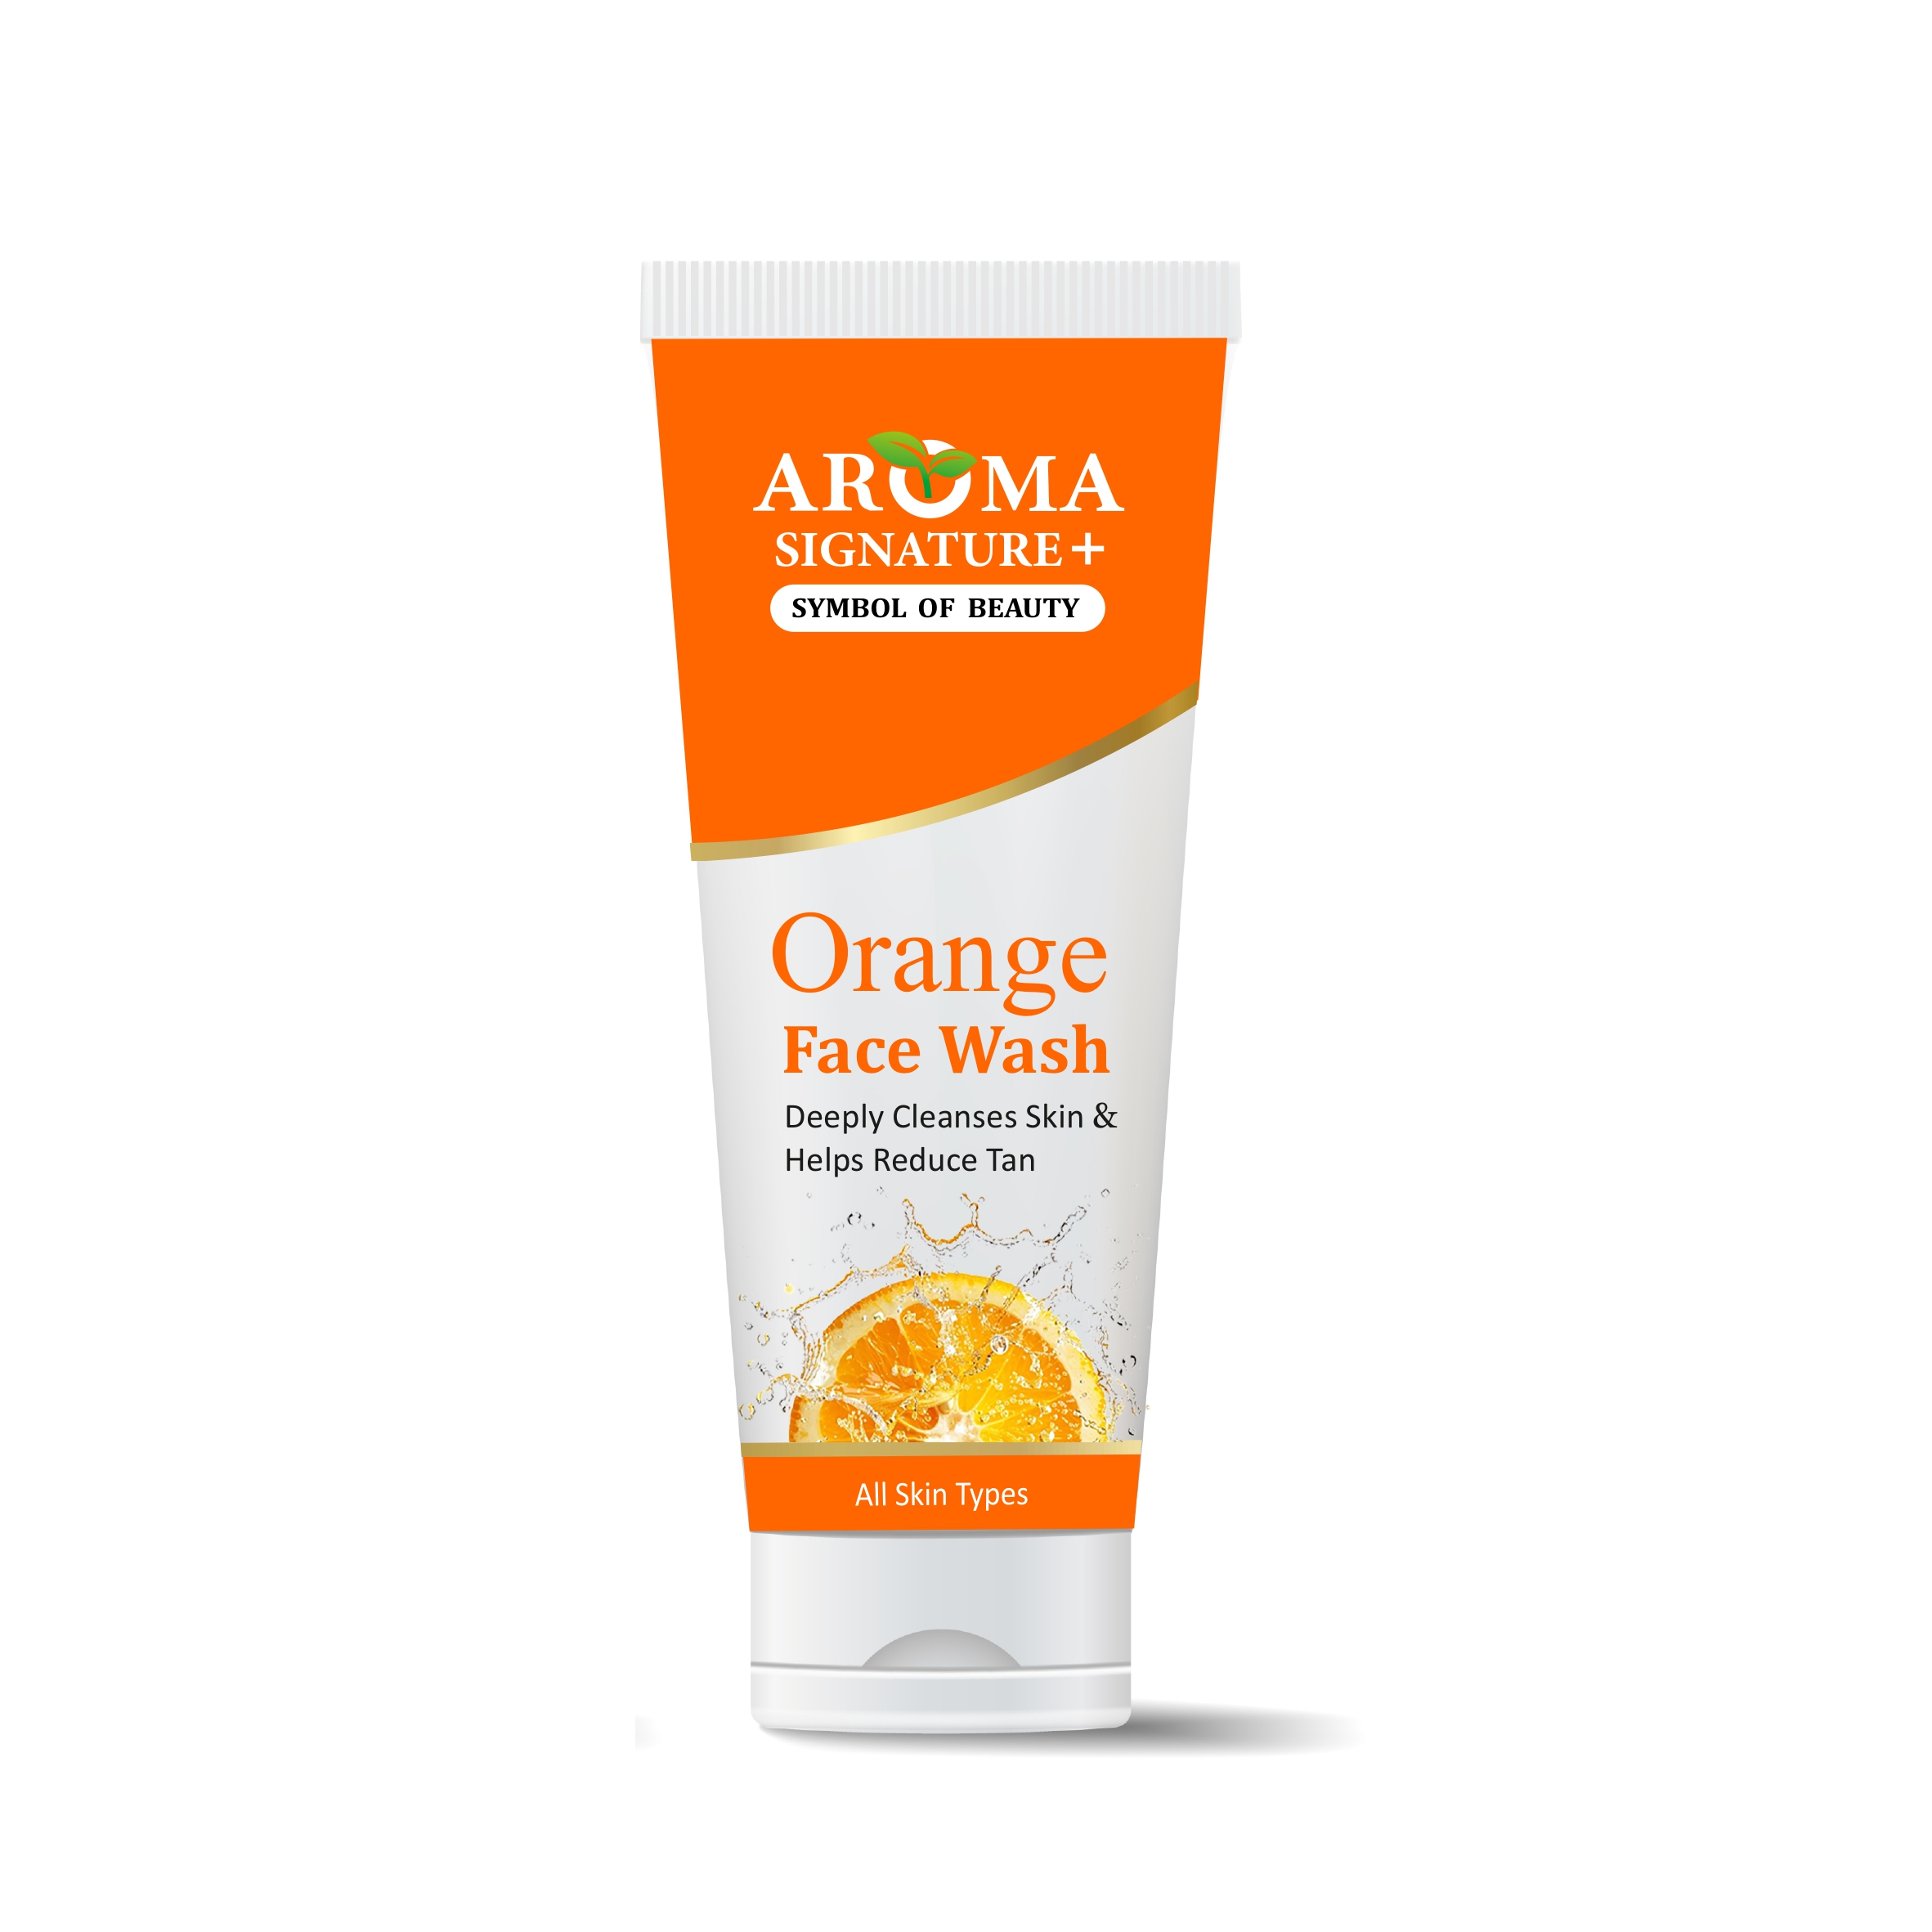 AROMA
SIGNATURE+
SYMBOL OF BEAUTY
Orange
Face Wash
Deeply Cleanses Skin &
Helps Reduce Tan
All Skin Types